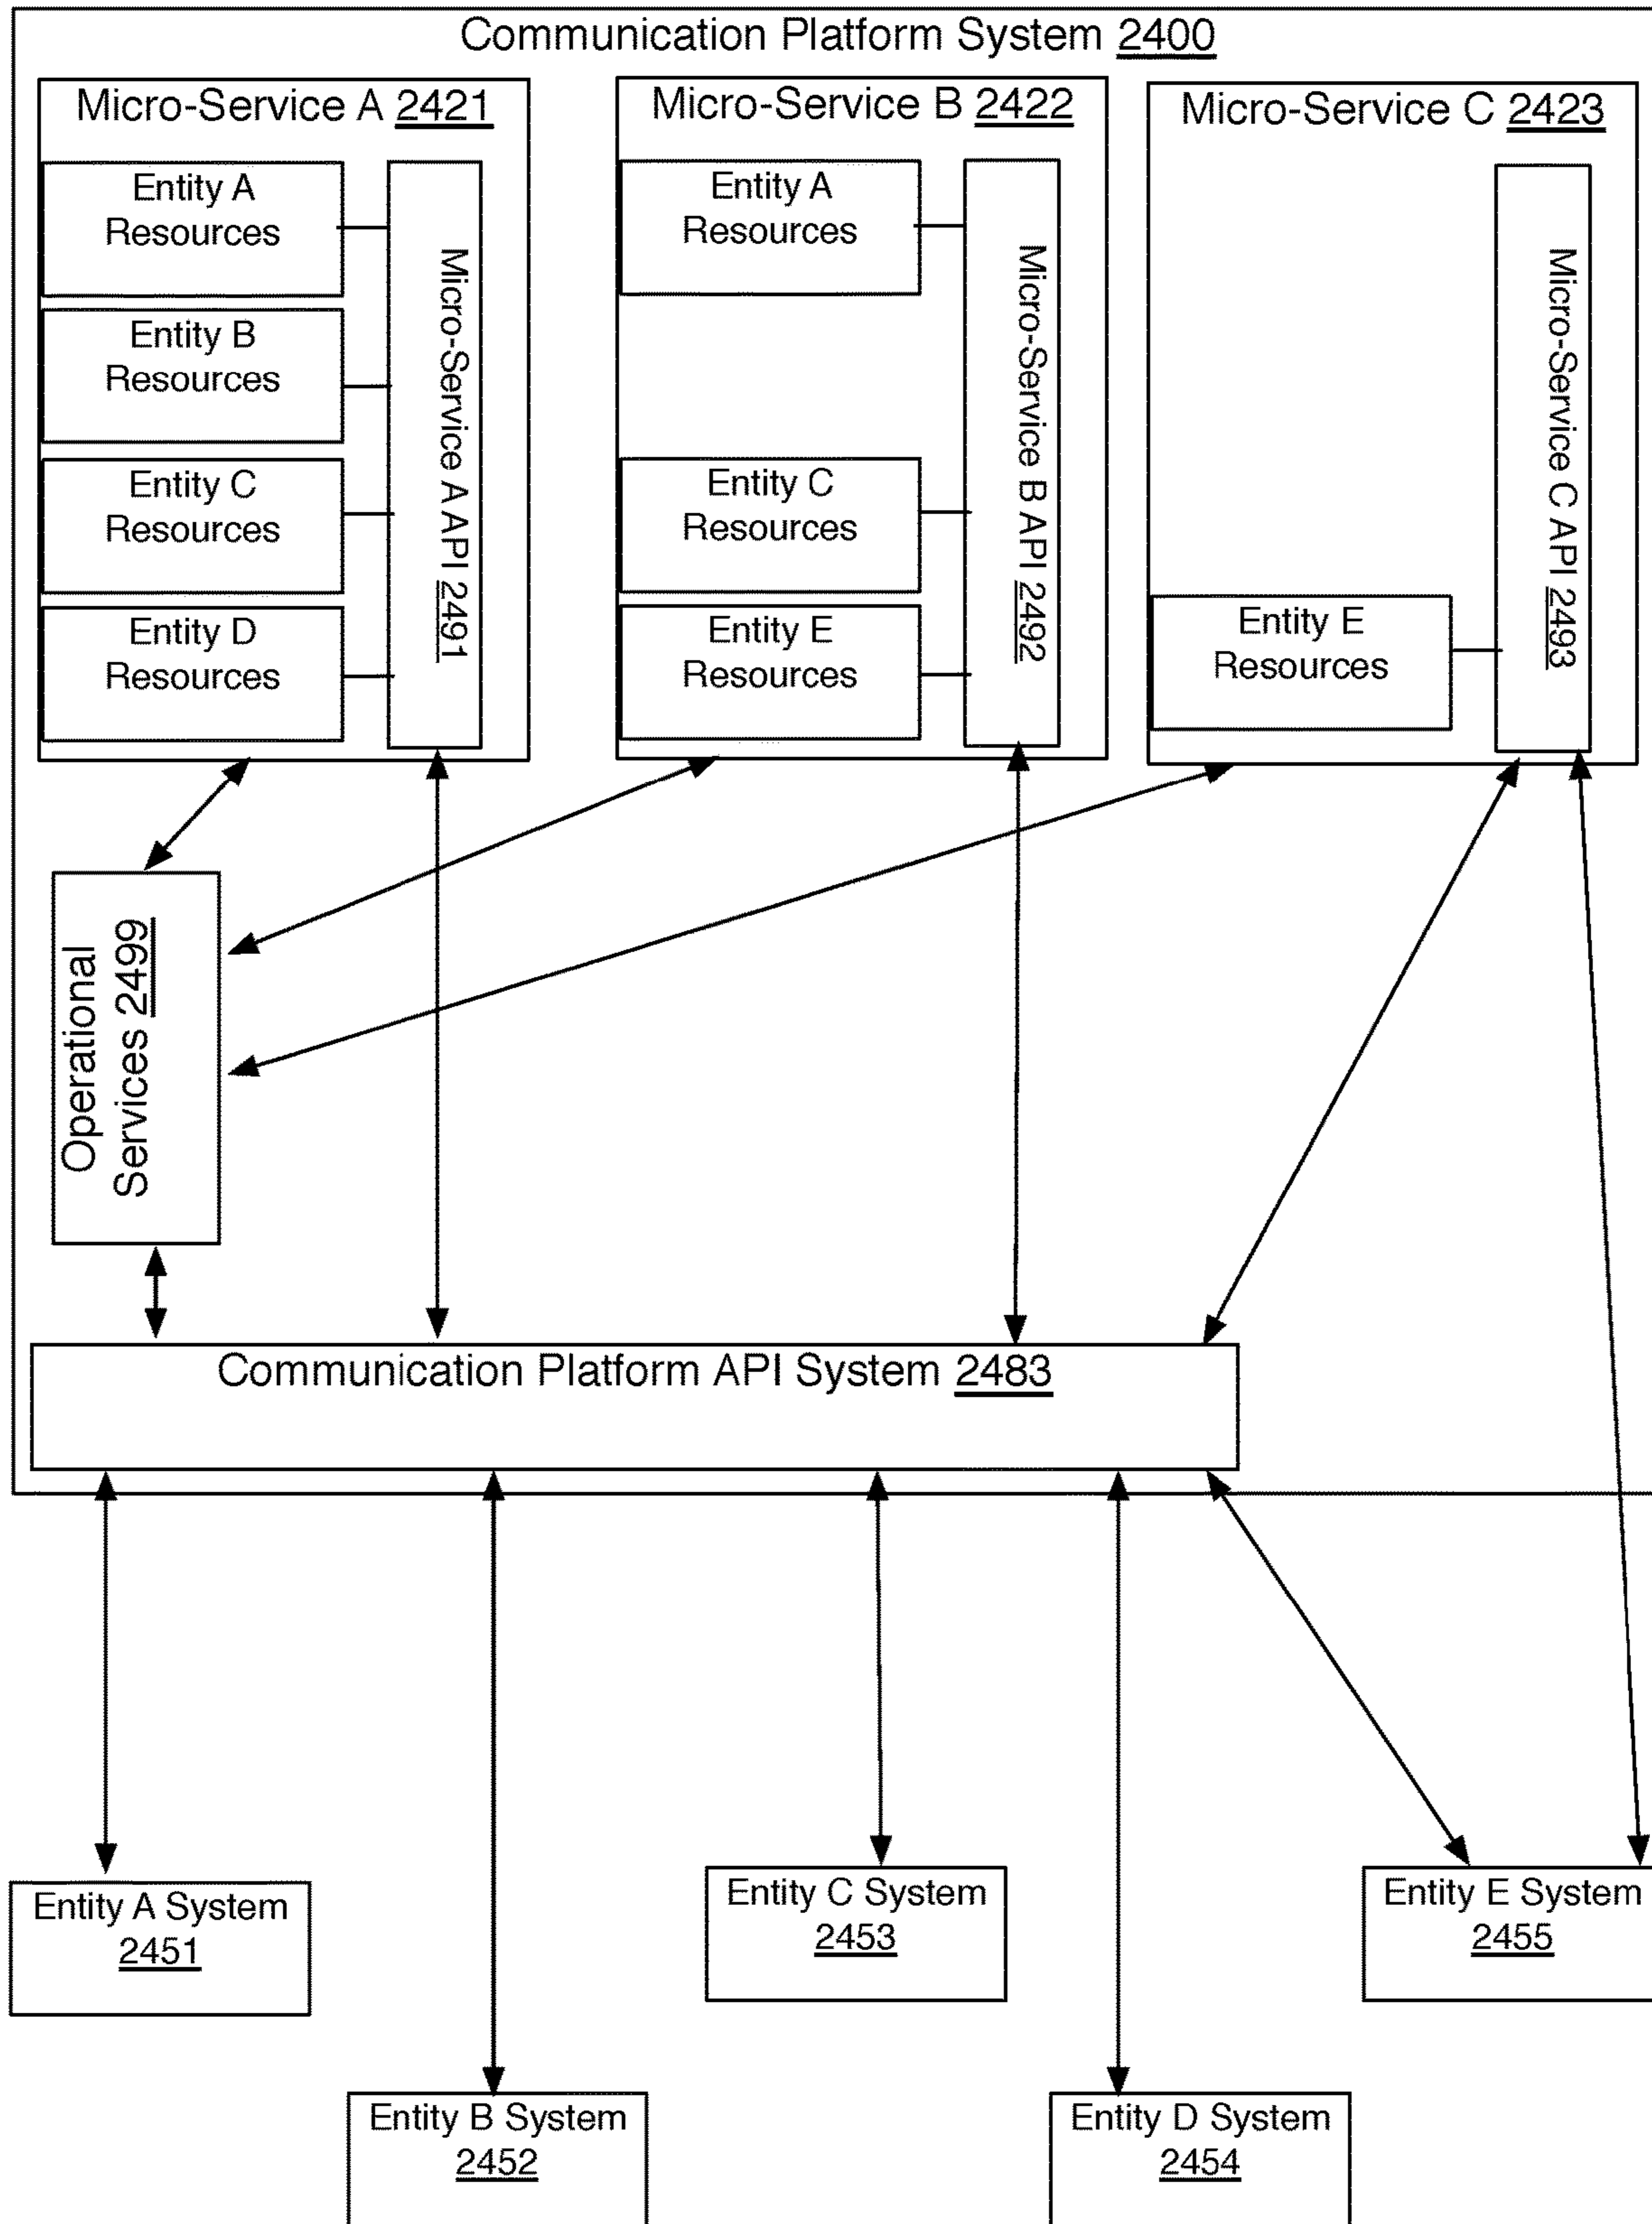 Communication Platform System 2400
Micro-Service A 2421
Entity A
Resources
Entity B
Resources
Entity C
Resources
Entity D
Resources
Micro-Service A API 2491
Micro-Service B 2422
Entity A
Resources
Entity C
Resources
Entity E
Resources
Micro-Service B API 2492
Micro-Service C 2423
Entity E
Resources
Micro-Service C API 2493
Operational
Services 2499
Communication Platform API System 2483
Entity A System
2451
Entity C System
2453
Entity E System
2455
Entity B System
2452
Entity D System
2454